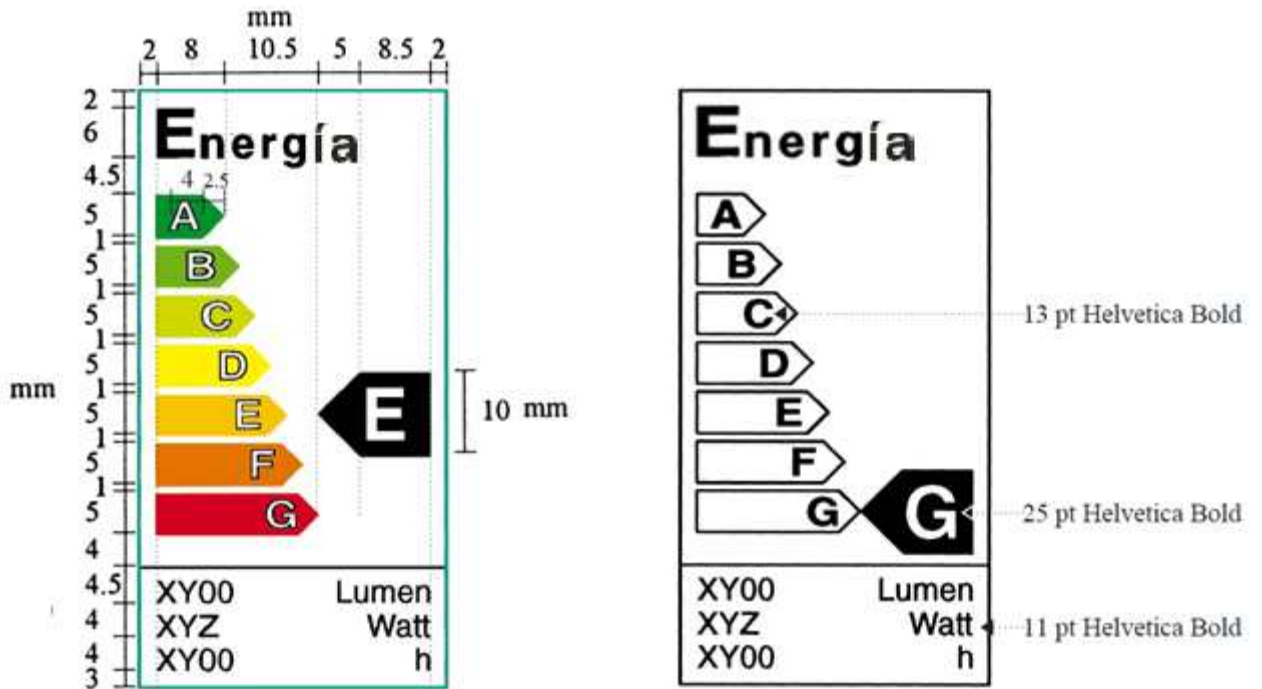 mm
2 8 10.5 5 8.5 2
2
6
4.5
5
1
5
1
5
1
5
1
5
1
5
1
5
4
4.5
4
4
3
mm
Energía
4 2.5
A
B
C
D
E
F
G
E
10 mm
XY00 Lumen
XYZ Watt
XY00 h
Energía
A
B
C
D
E
F
G
G
XY00 Lumen
XYZ Watt
XY00 h
13 pt Helvetica Bold
25 pt Helvetica Bold
11 pt Helvetica Bold